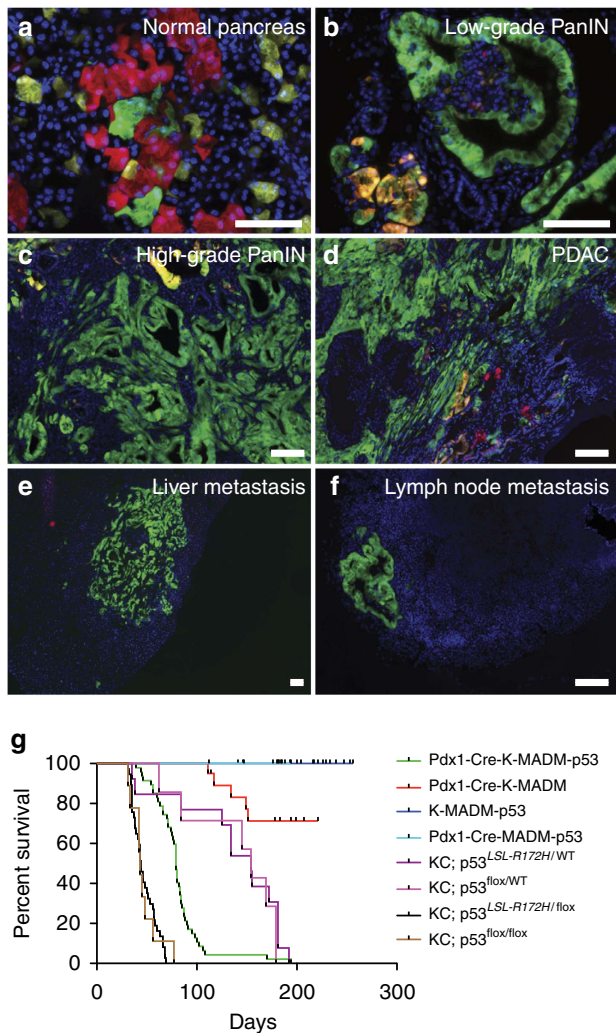 a Normal pancreas
b Low-grade PanIN
c High-grade PanIN
d PDAC
e Liver metastasis
f Lymph node metastasis
g
Percent survival
100
80
60
40
20
0
0 100 200 300
Days
Pdx1-Cre-K-MADM-p53
Pdx1-Cre-K-MADM
K-MADM-p53
Pdx1-Cre-MADM-p53
KC; p53LSL-R172H/WT
KC; p53flox/WT
KC; p53LSL-R172H/flox
KC; p53flox/flox